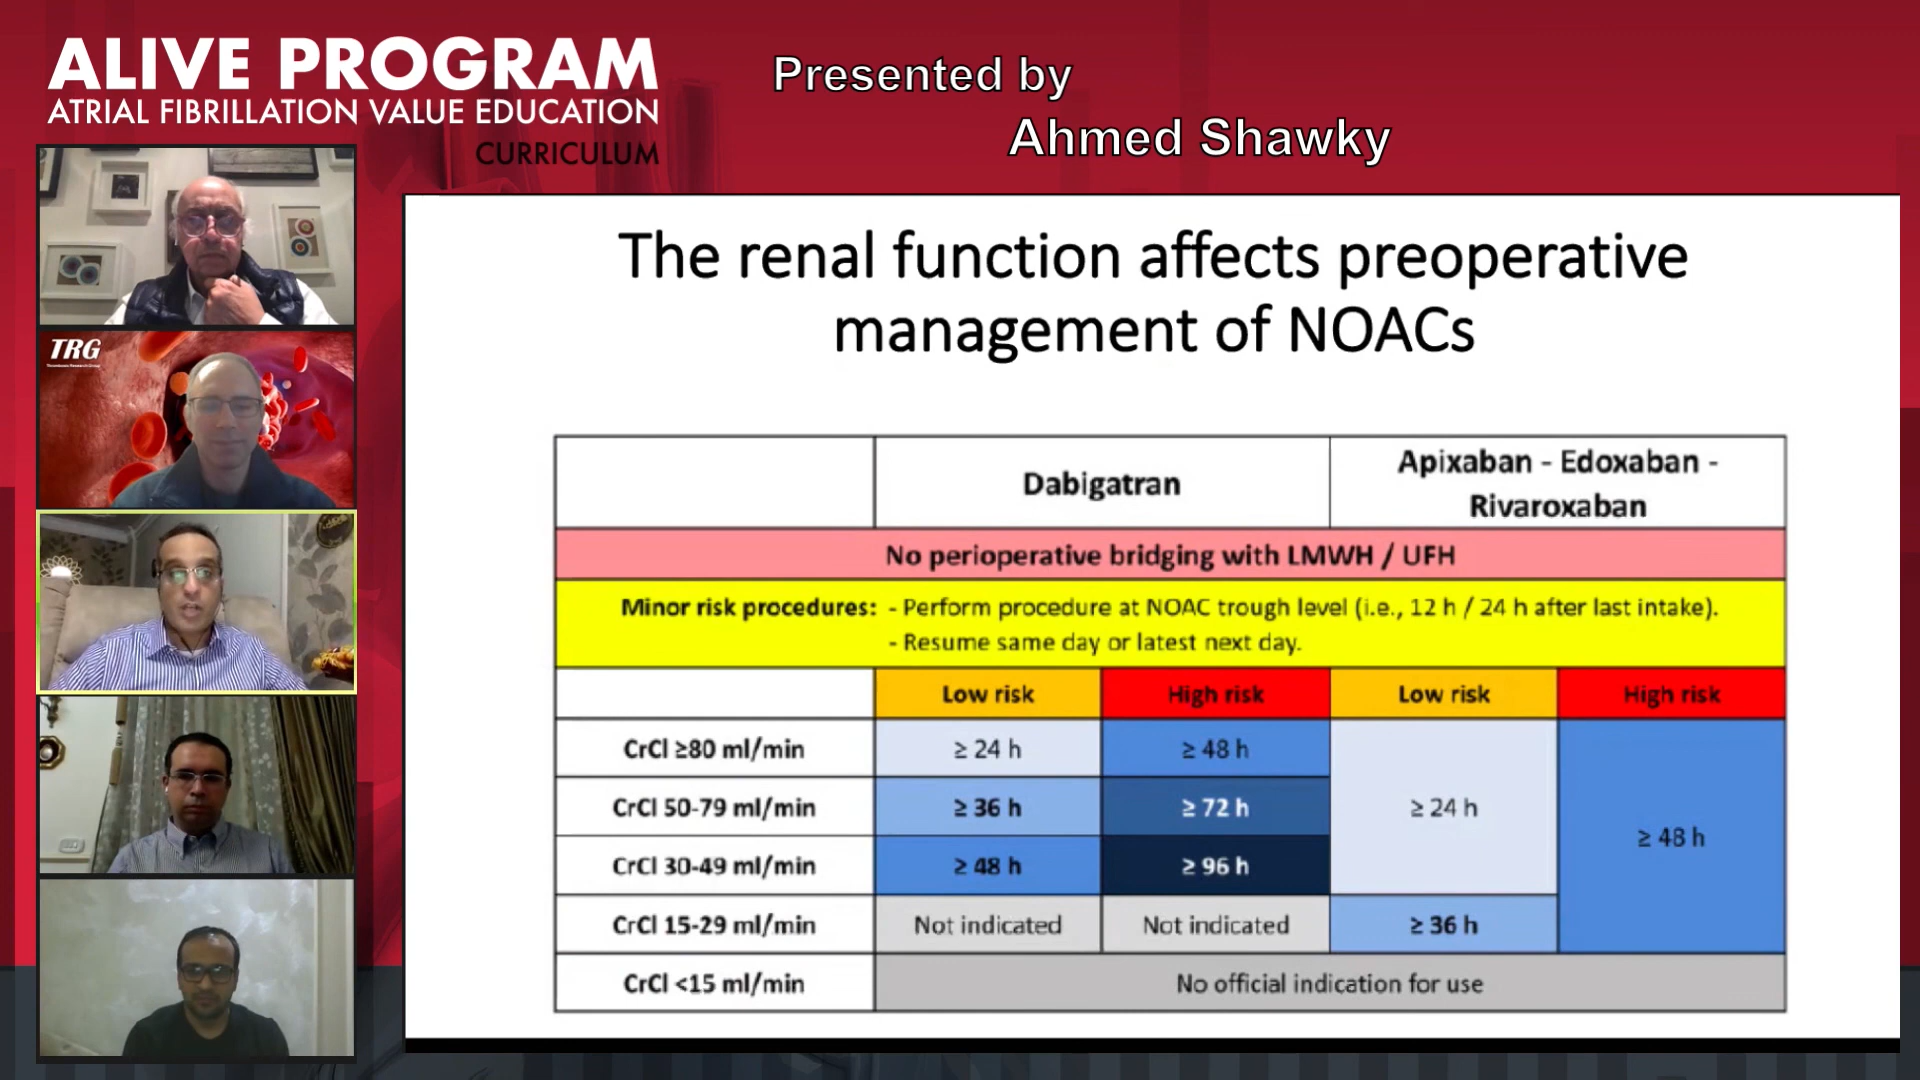 ALIVE PROGRAM
ATRIAL FIBRILLATION VALUE EDUCATION
CURRICULUM
Presented by
Ahmed Shawky
TRG
The renal function affects preoperative
management of NOACs
Dabigatran
Apixaban - Edoxaban -
Rivaroxaban
No perioperative bridging with LMWH / UFH
Minor risk procedures: - Perform procedure at NOAC trough level (i.e., 12 h / 24 h after last intake).
- Resume same day or latest next day.
Low risk High risk Low risk High risk
CrCl ≥80 ml/min ≥ 24 h ≥ 48 h
CrCl 50-79 ml/min ≥ 36 h ≥ 72 h ≥ 24 h
≥ 48 h
CrCl 30-49 ml/min ≥ 48 h ≥ 96 h
CrCl 15-29 ml/min Not indicated Not indicated ≥ 36 h
CrCl <15 ml/min No official indication for use